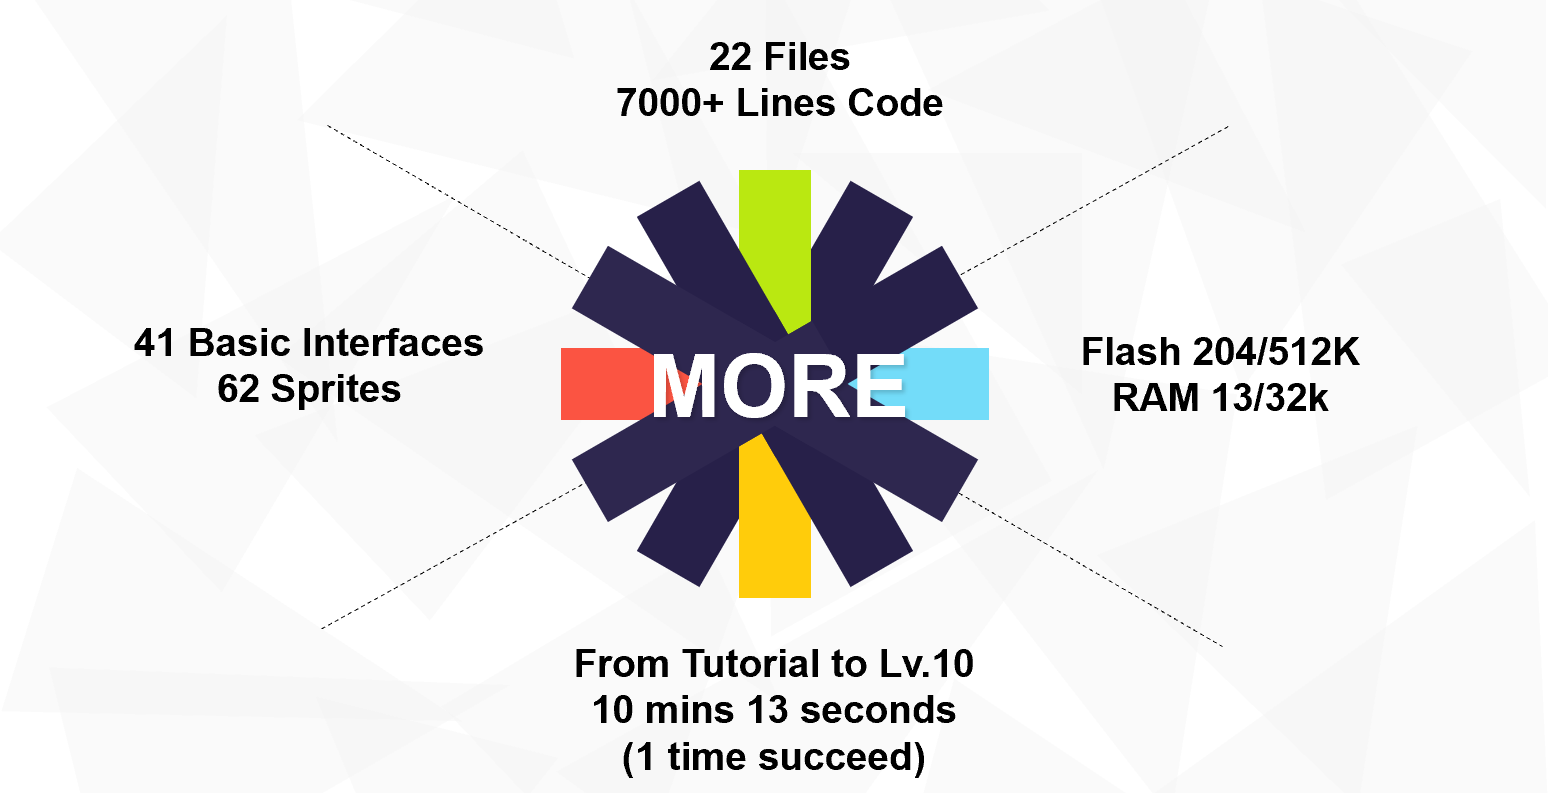 22 Files
7000+ Lines Code
41 Basic Interfaces
62 Sprites
MORE
Flash 204/512K
RAM 13/32k
From Tutorial to Lv.10
10 mins 13 seconds
(1 time succeed)